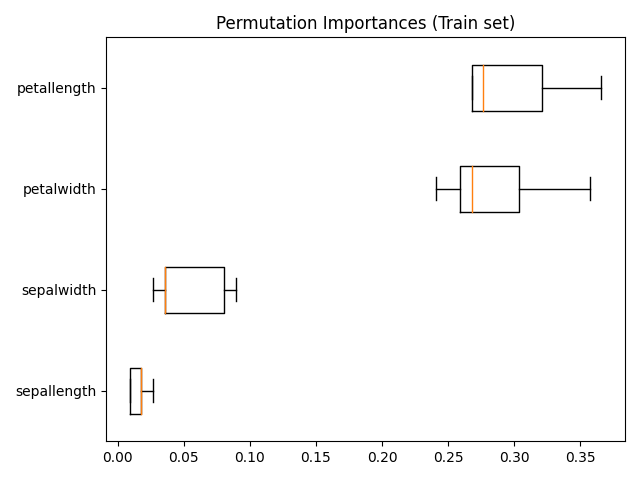 Permutation Importances (Train set)
petallength
petalwidth
sepalwidth
sepallength
0.00 0.05 0.10 0.15 0.20 0.25 0.30 0.35